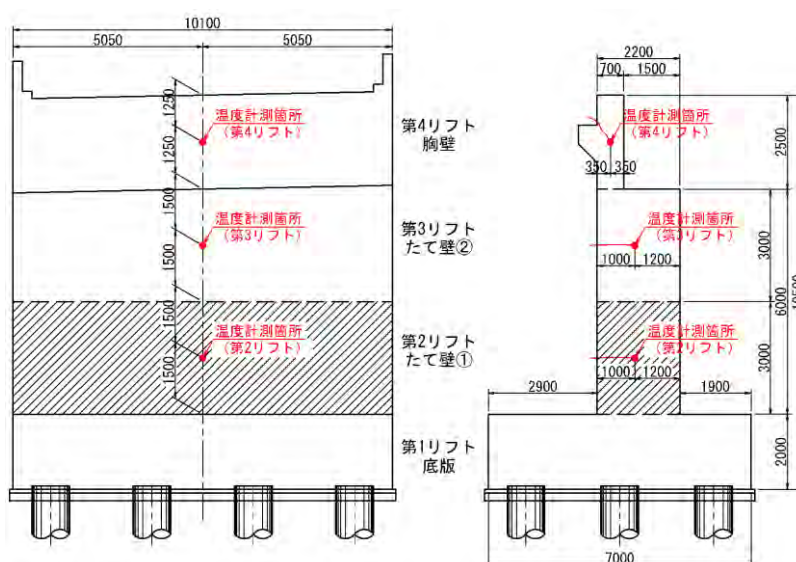 10100
5050
5050
1250
1250
1500
1500
1500
1500
温度計測箇所
(第4リフト)
温度計測箇所
(第3リフト)
温度計測箇所
(第2リフト)
第4リフト
胸壁
第3リフト
たて壁②
第2リフト
たて壁①
第1リフト
底版
2200
700
1500
温度計測箇所
(第4リフト)
350
350
温度計測箇所
(第3リフト)
1000
1200
温度計測箇所
(第2リフト)
1000
1200
2900
1900
2500
3000
6000
3000
2000
7000